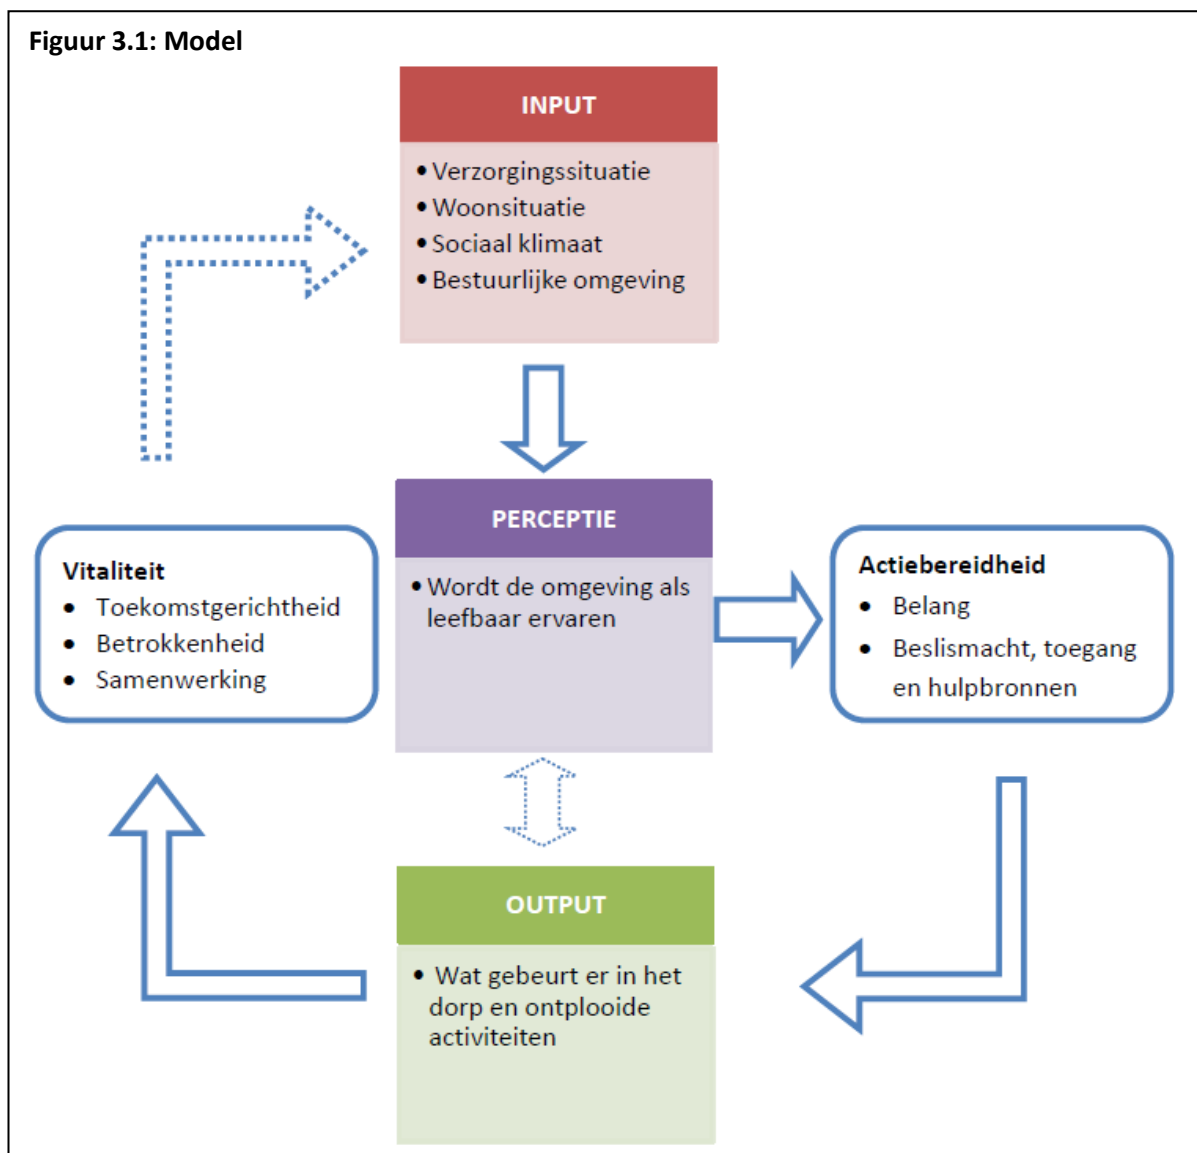 Figuur 3.1: Model
INPUT
• Verzorgingssituatie
• Woonsituatie
• Sociaal klimaat
• Bestuurlijke omgeving
PERCEPTIE
• Wordt de omgeving als
leefbaar ervaren
Vitaliteit
• Toekomstgerichtheid
• Betrokkenheid
• Samenwerking
Actiebereidheid
• Belang
• Beslismacht, toegang
en hulpbronnen
OUTPUT
• Wat gebeurt er in het
dorp en ontplooide
activiteiten